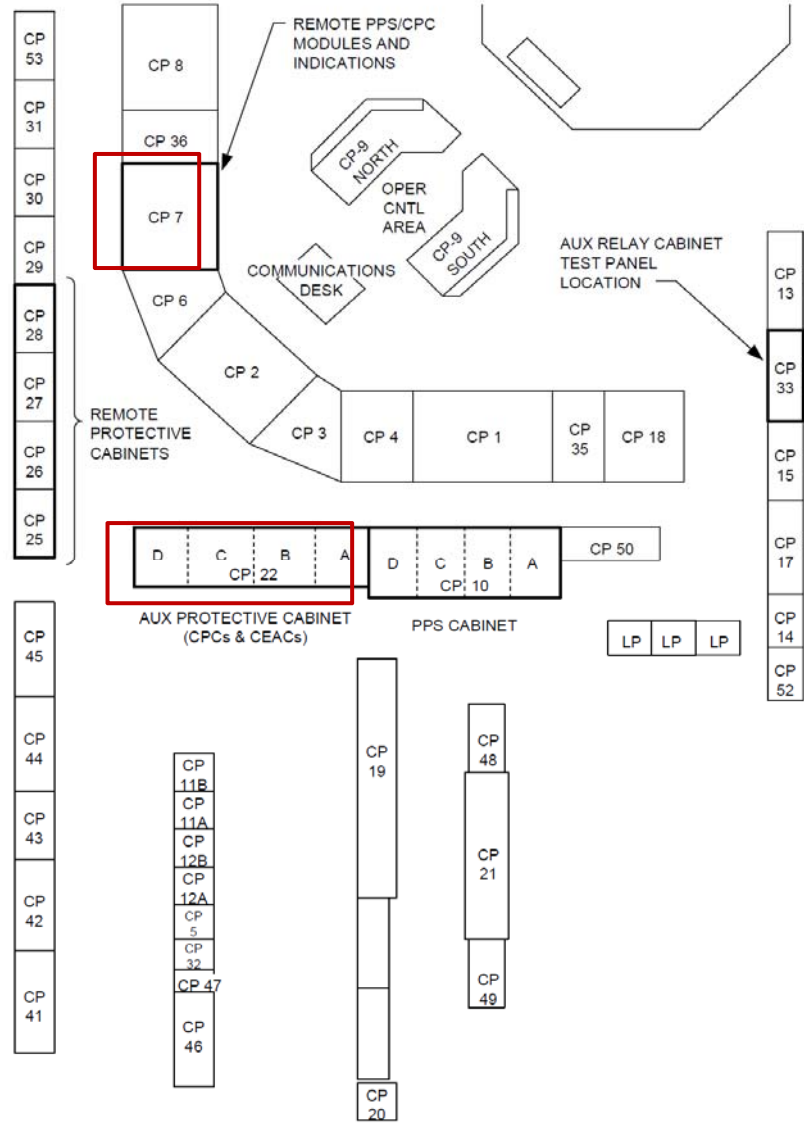 CP
53
CP
31
CP
30
CP
29
CP
28
CP
27
CP
26
CP
25
REMOTE
PROTECTIVE
CABINETS
CP 8
CP 36
CP 7
CP 6
CP 2
CP 3
CP 4
CP 1
CP
35
CP 18
REMOTE PPS/CPC
MODULES AND
INDICATIONS
CP-9
NORTH
OPER
CNTL
AREA
CP-9
SOUTH
COMMUNICATIONS
DESK
AUX RELAY CABINET
TEST PANEL
LOCATION
CP
13
CP
33
CP
15
CP
17
CP
14
CP
52
D C B A
CP 22
AUX PROTECTIVE CABINET
(CPCs & CEACs)
D C B A
CP 10
PPS CABINET
CP 50
LP LP LP
CP
45
CP
44
CP
43
CP
42
CP
41
CP
11B
CP
11A
CP
12B
CP
12A
CP
5
CP
32
CP 47
CP
46
CP
19
CP
20
CP
48
CP
21
CP
49